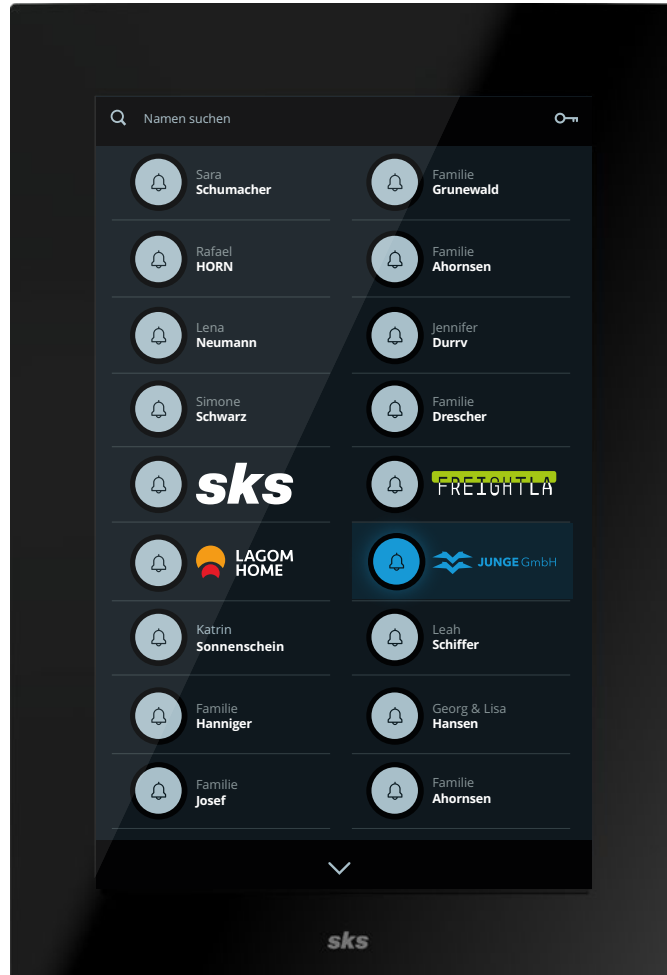 Namen suchen
Sara
Schumacher
Familie
Grunewald
Rafael
HORN
Familie
Ahornsen
Lena
Neumann
Jennifer
Durrv
Simone
Schwarz
Familie
Drescher
sks
FREIGHTLA
LAGOM
HOME
JUNGE GmbH
Katrin
Sonnenschein
Leah
Schiffer
Familie
Hanniger
Georg & Lisa
Hansen
Familie
Josef
Familie
Ahornsen
sks